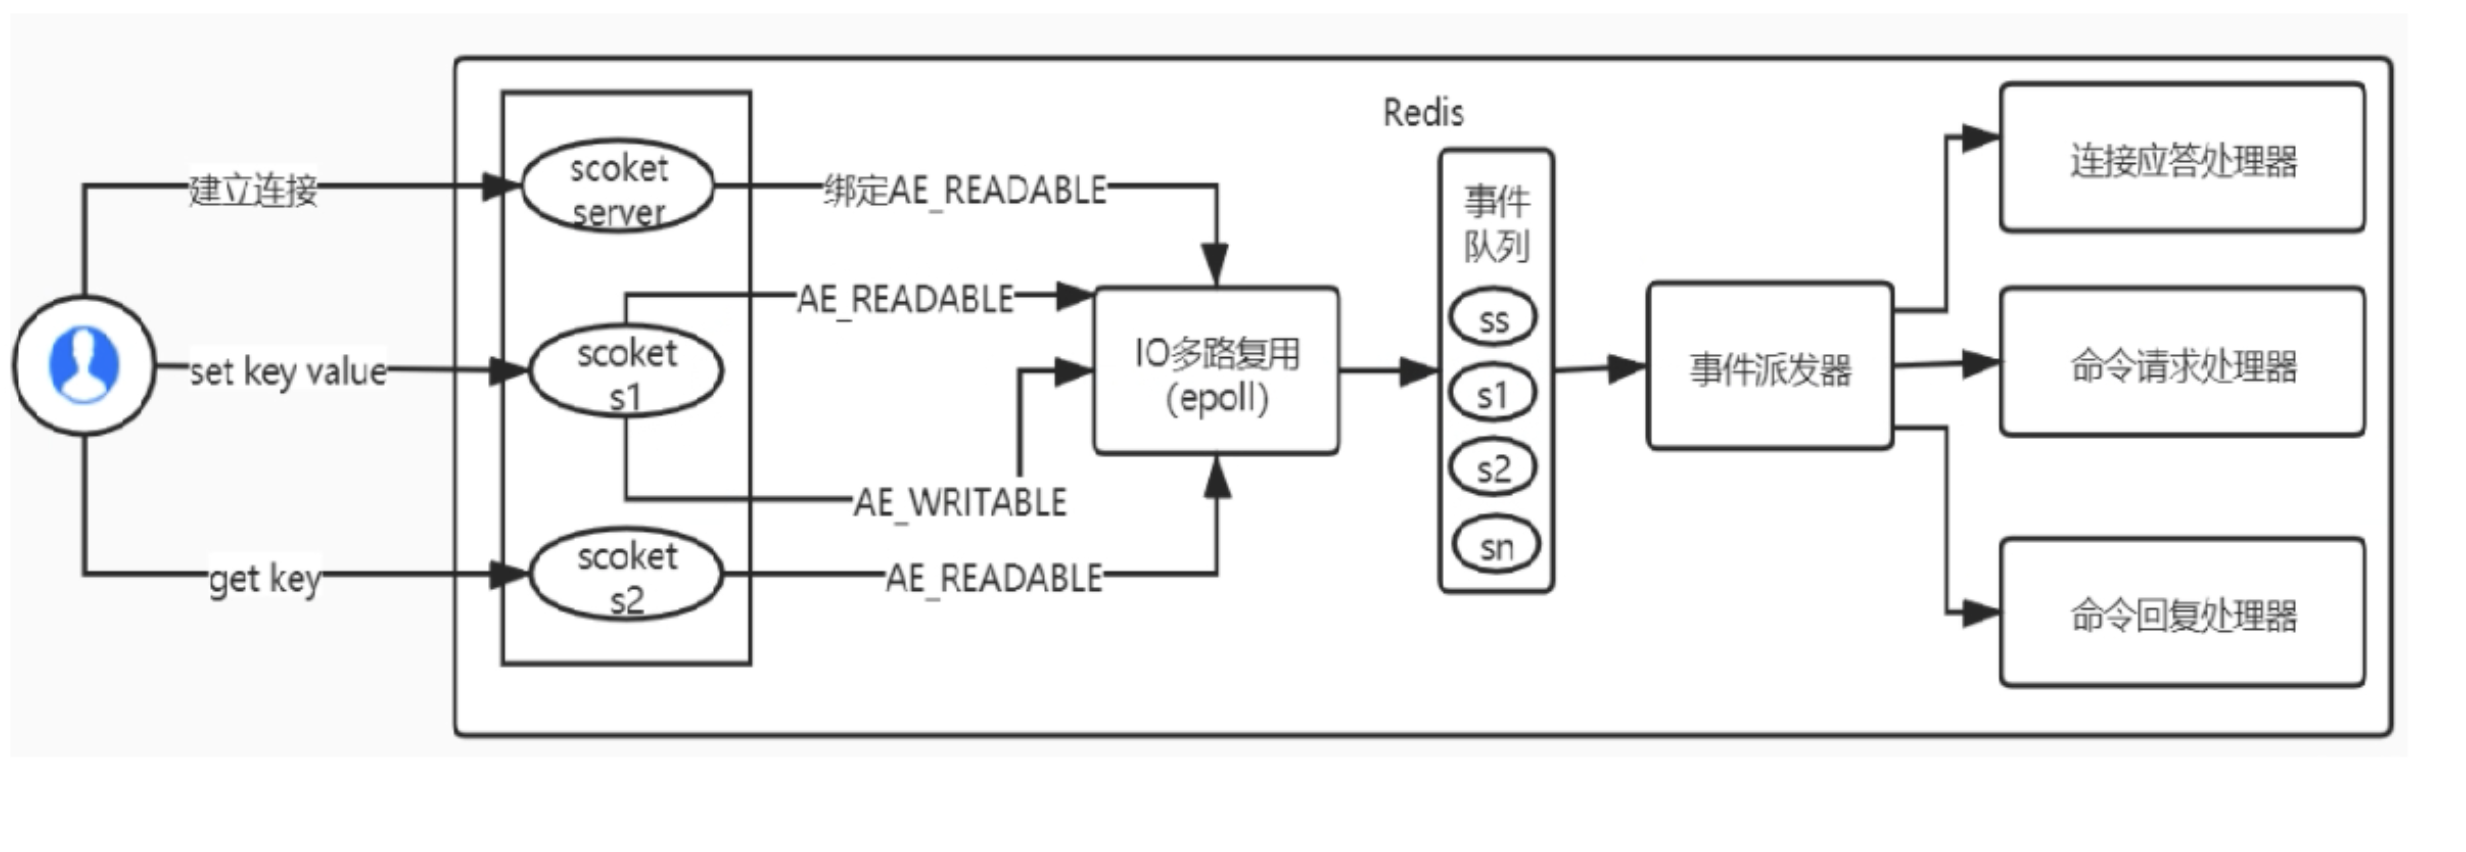 Redis
建立连接
scoket
server
绑定AE_READABLE
AE_READABLE
set key value
scoket
s1
AE_WRITABLE
get key
scoket
s2
AE_READABLE
IO多路复用
(epoll)
事件
队列
ss
s1
s2
sn
事件派发器
连接应答处理器
命令请求处理器
命令回复处理器